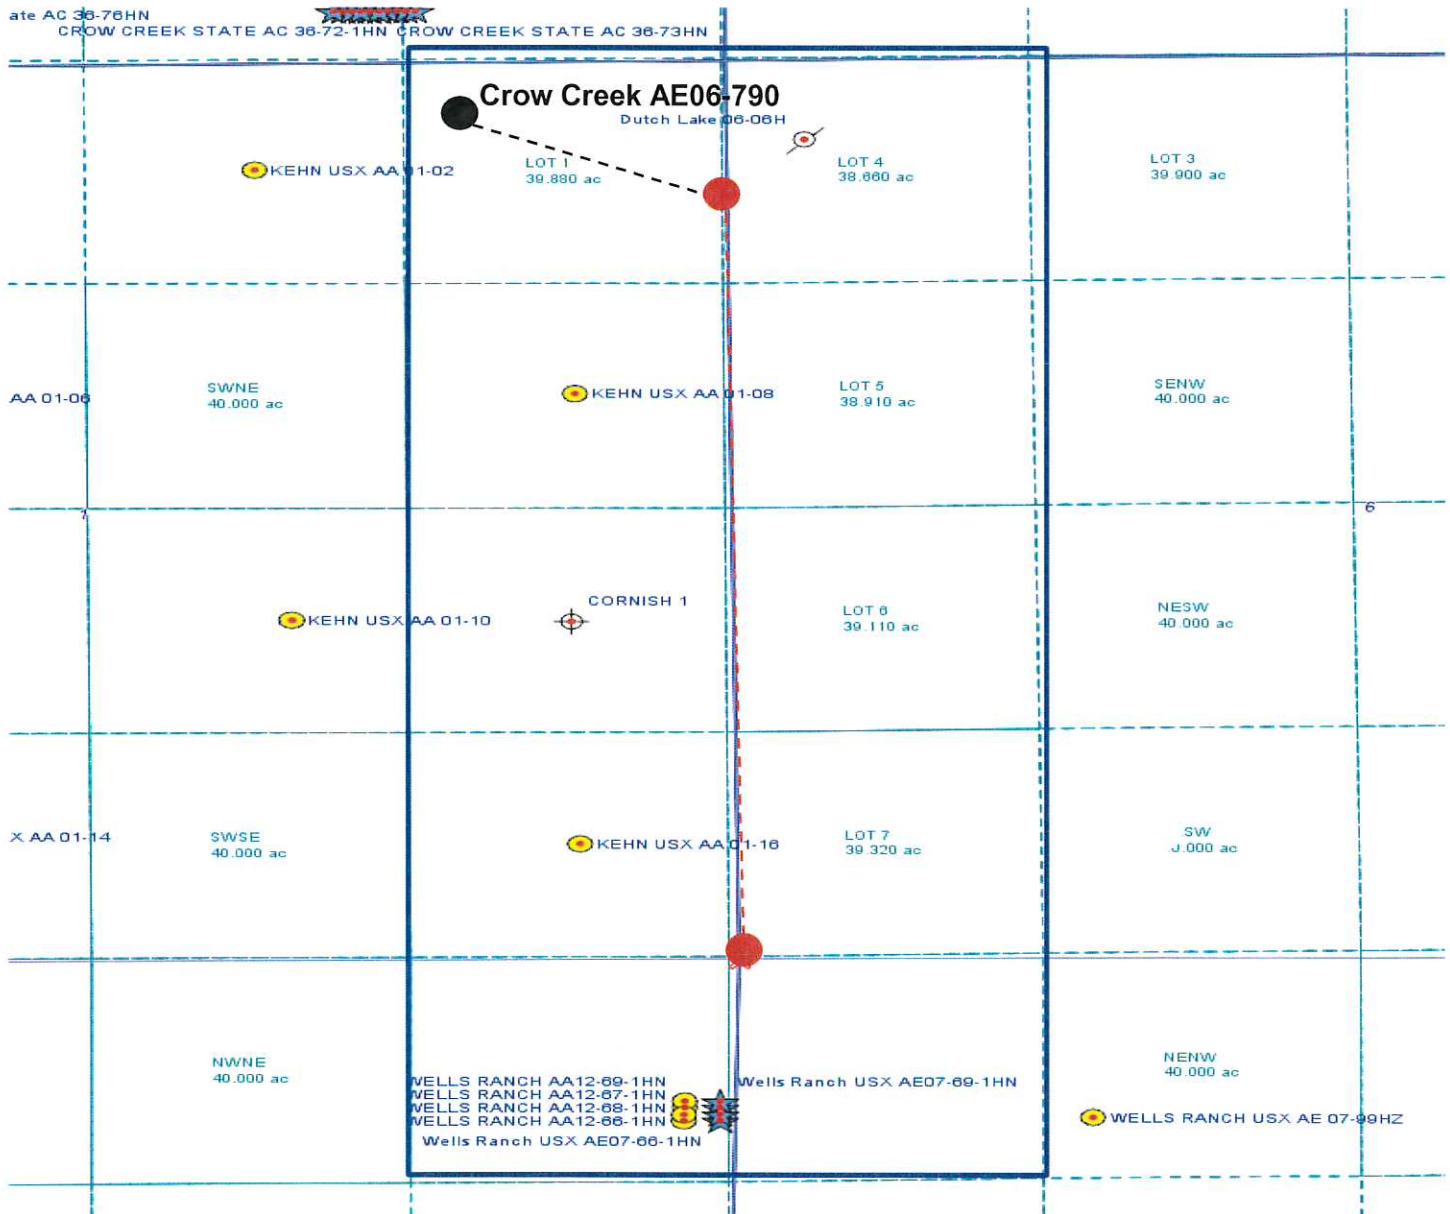 ate AC 36-76HN
CROW CREEK STATE AC 36-72-1HN CROW CREEK STATE AC 36-73HN
Crow Creek AE06-790
Dutch Lake 06-06H
KEHN USX AA 01-02
LOT 1
39.880 ac
LOT 4
38.660 ac
LOT 3
39.900 ac
AA 01-06
SWNE
40.000 ac
KEHN USX AA 01-08
LOT 5
38.910 ac
SENW
40.000 ac
1
6
KEHN USX AA 01-10
CORNISH 1
LOT 6
39.110 ac
NESW
40.000 ac
X AA 01-14
SWSE
40.000 ac
KEHN USX AA 01-16
LOT 7
39.320 ac
SW
J.000 ac
NWNE
40.000 ac
NENW
40.000 ac
WELLS RANCH AA12-69-1HN
WELLS RANCH AA12-67-1HN
WELLS RANCH AA12-68-1HN
WELLS RANCH AA12-66-1HN
Wells Ranch USX AE07-69-1HN
Wells Ranch USX AE07-66-1HN
WELLS RANCH USX AE 07-99HZ